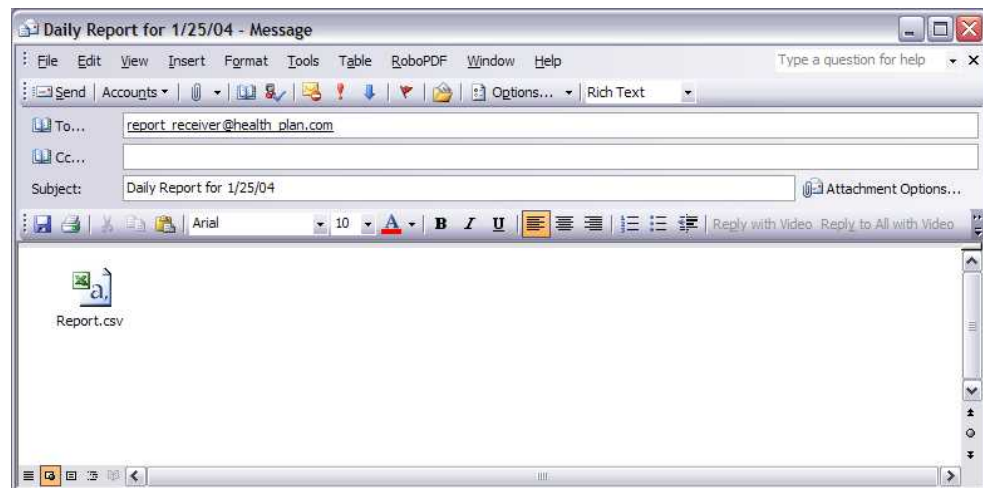 Daily Report for 1/25/04 - Message
File Edit View Insert Format Tools Table RoboPDF Window Help Type a question for help
Send Accounts Options... Rich Text
To... report_receiver@health_plan.com
Cc...
Subject: Daily Report for 1/25/04 Attachment Options...
Arial 10 A B I U Reply with Video Reply to All with Video
Report.csv